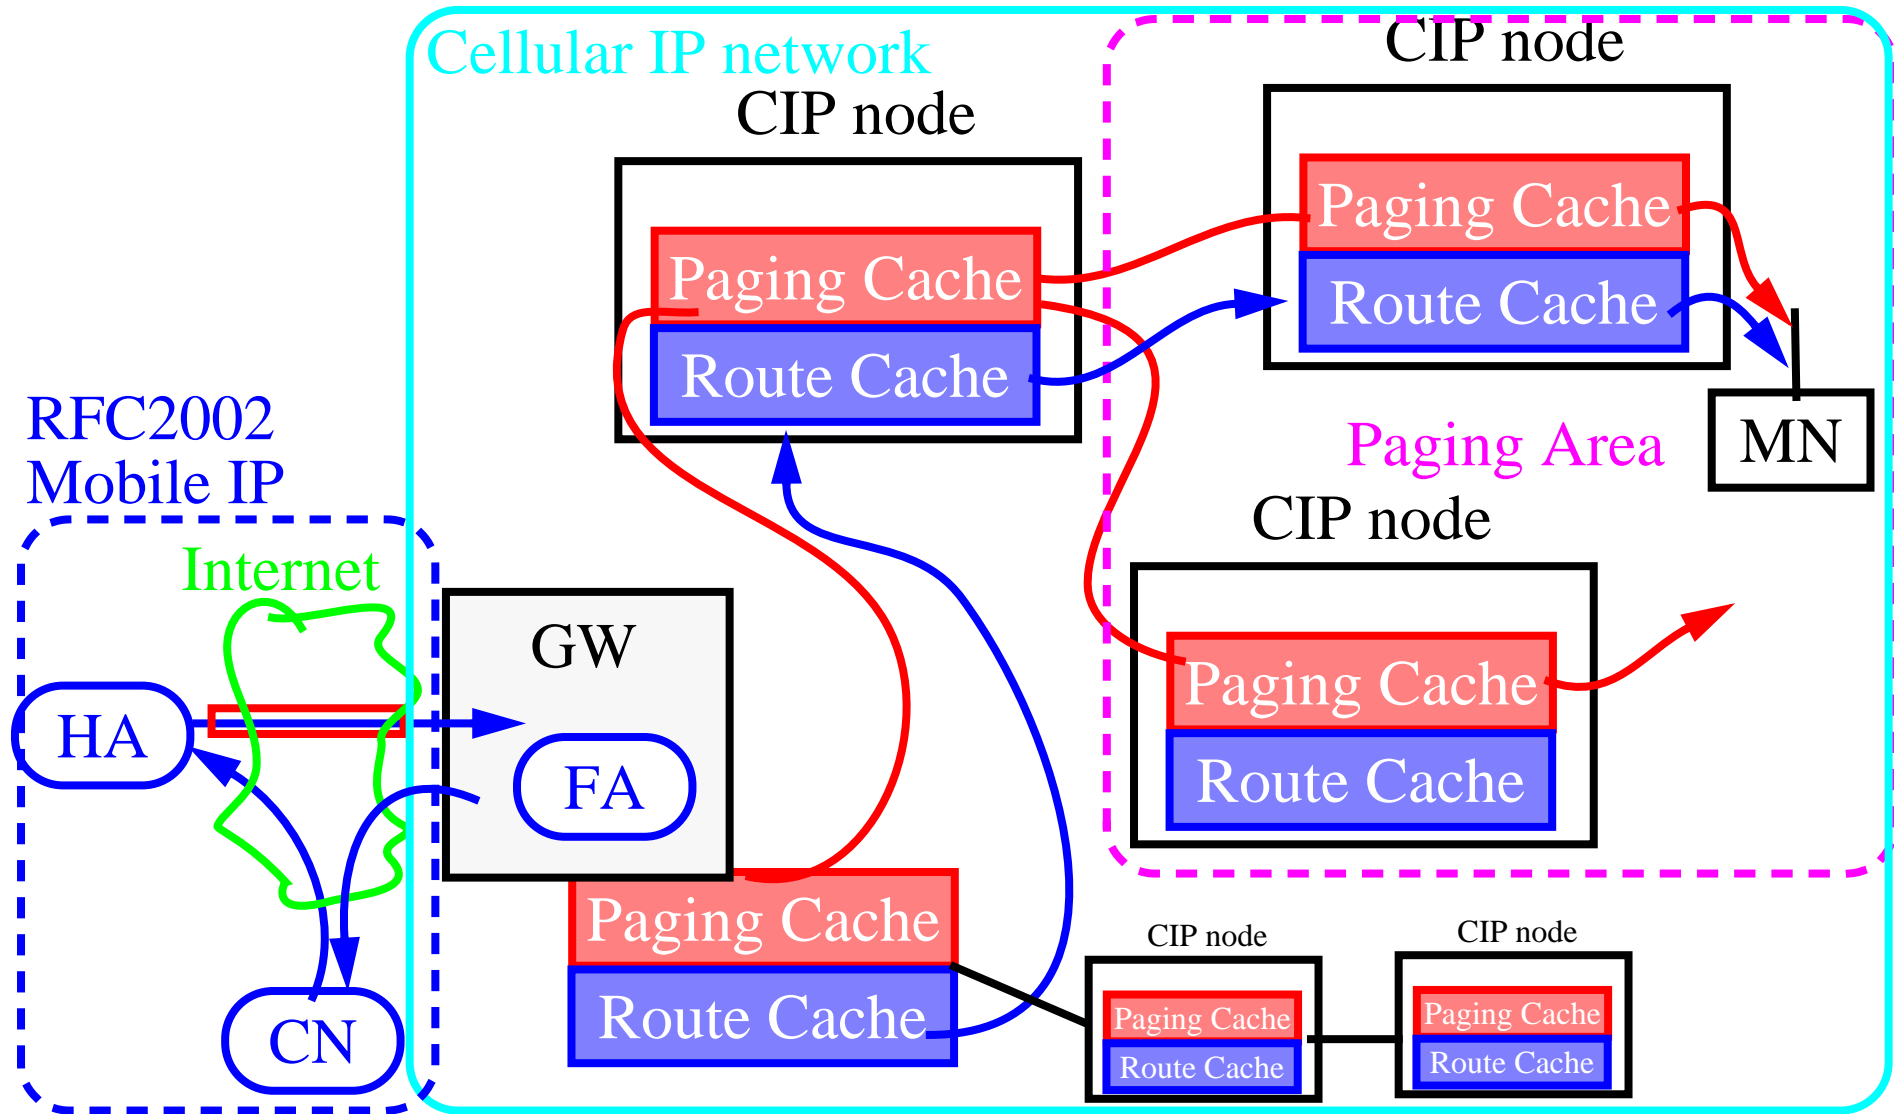 Cellular IP network
CIP node
CIP node
Paging Cache
Route Cache
Paging Cache
Route Cache
RFC2002
Mobile IP
Paging Area
MN
CIP node
Internet
GW
HA
FA
Paging Cache
Route Cache
Paging Cache
Route Cache
CN
CIP node
Paging Cache
Route Cache
CIP node
Paging Cache
Route Cache